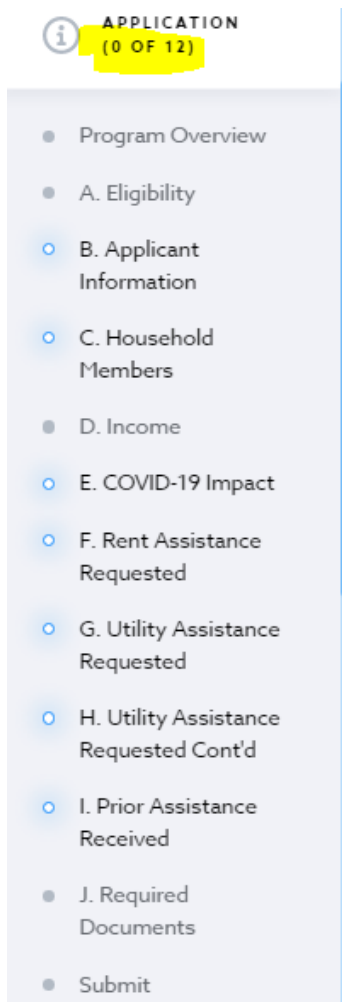 APPLICATION
(0 OF 12)
Program Overview
A. Eligibility
B. Applicant
Information
C. Household
Members
D. Income
E. COVID-19 Impact
F. Rent Assistance
Requested
G. Utility Assistance
Requested
H. Utility Assistance
Requested Cont'd
I. Prior Assistance
Received
J. Required
Documents
Submit